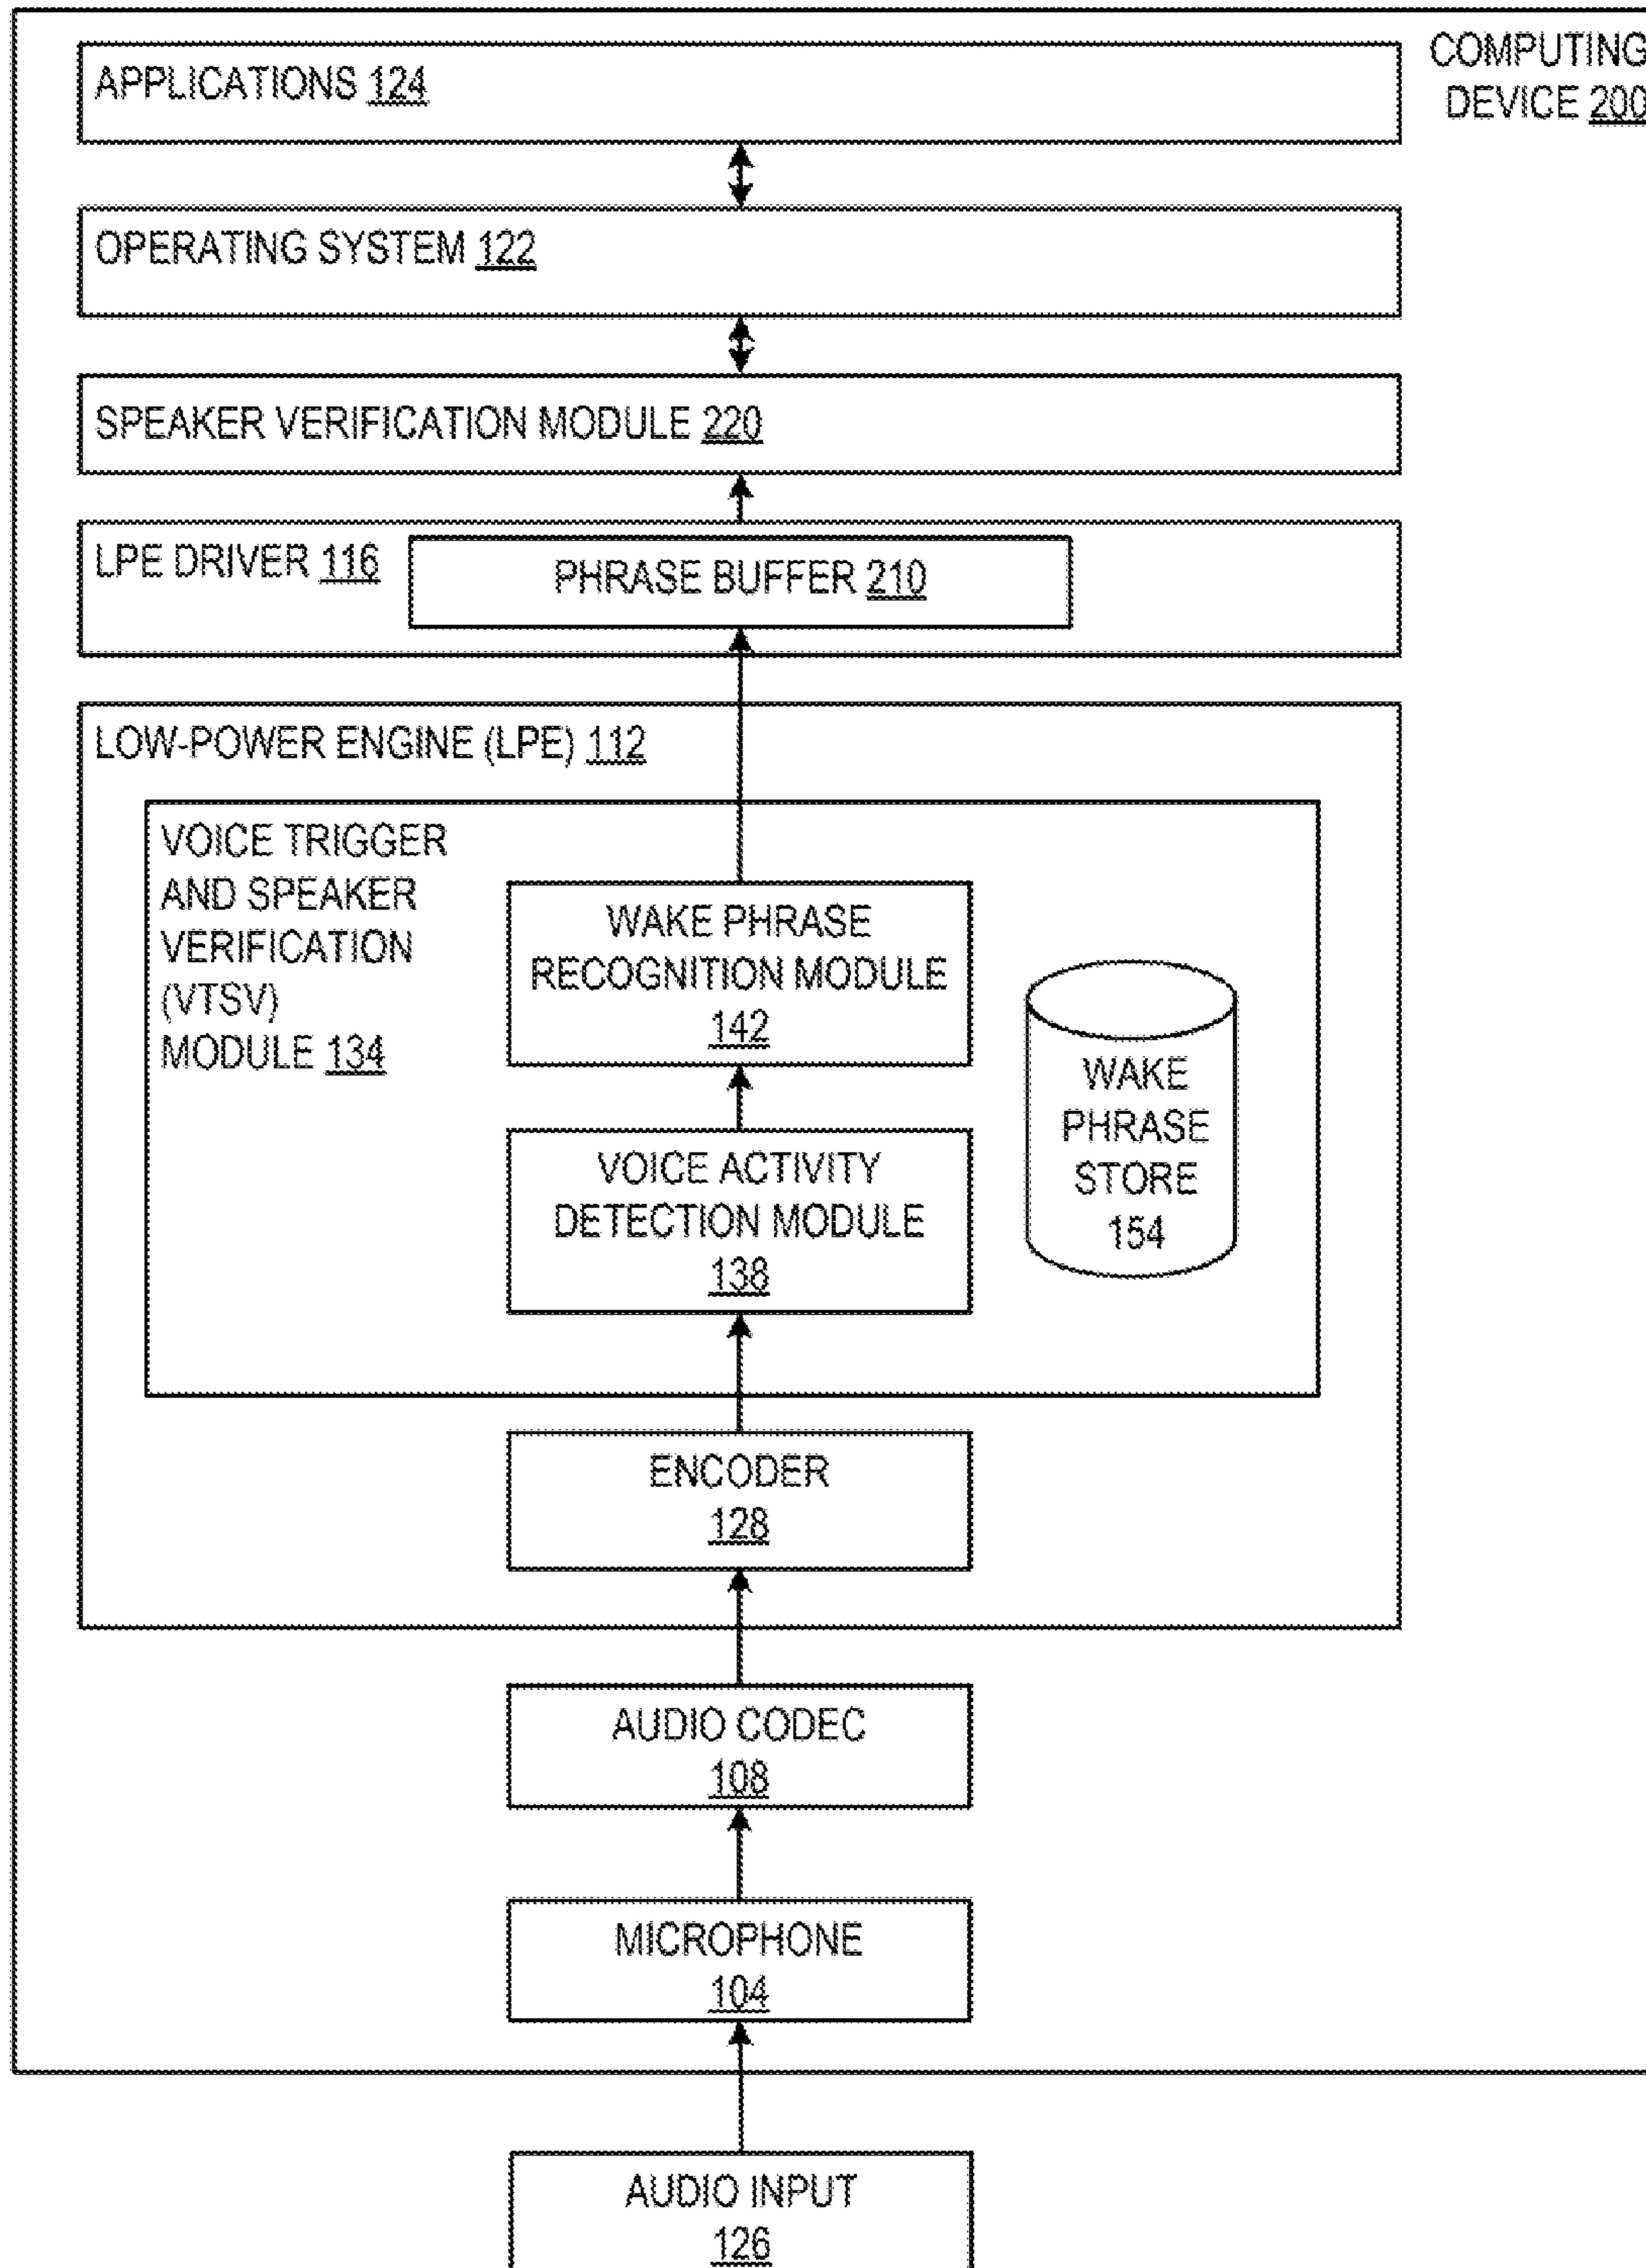 COMPUTING
DEVICE 200
APPLICATIONS 124
OPERATING SYSTEM 122
SPEAKER VERIFICATION MODULE 220
LPE DRIVER 116
PHRASE BUFFER 210
LOW-POWER ENGINE (LPE) 112
VOICE TRIGGER
AND SPEAKER
VERIFICATION
(VTSV)
MODULE 134
WAKE PHRASE
RECOGNITION MODULE
142
WAKE
PHRASE
STORE
154
VOICE ACTIVITY
DETECTION MODULE
138
ENCODER
128
AUDIO CODEC
108
MICROPHONE
104
AUDIO INPUT
126